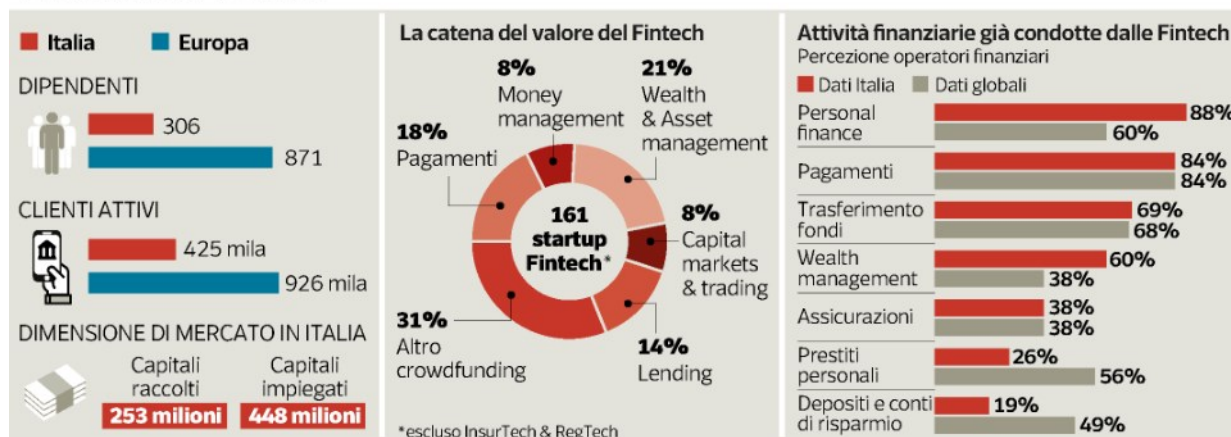 Italia
Europa
DIPENDENTI
306
871
CLIENTI ATTIVI
425 mila
926 mila
DIMENSIONE DI MERCATO IN ITALIA
Capitali
raccolti
253 milioni
Capitali
impiegati
448 milioni
La catena del valore del Fintech
8%
Money
management
21%
Wealth
& Asset
management
18%
Pagamenti
161
startup
Fintech*
8%
Capital
markets
& trading
31%
Altro
crowdfunding
14%
Lending
*escluso InsurTech & RegTech
Attività finanziarie già condotte dalle Fintech
Percezione operatori finanziari
Dati Italia
Dati globali
Personal
finance
88%
60%
Pagamenti
84%
84%
Trasferimento
fondi
69%
68%
Wealth
management
60%
38%
Assicurazioni
38%
38%
Prestiti
personali
26%
56%
Depositi e conti
di risparmio
19%
49%